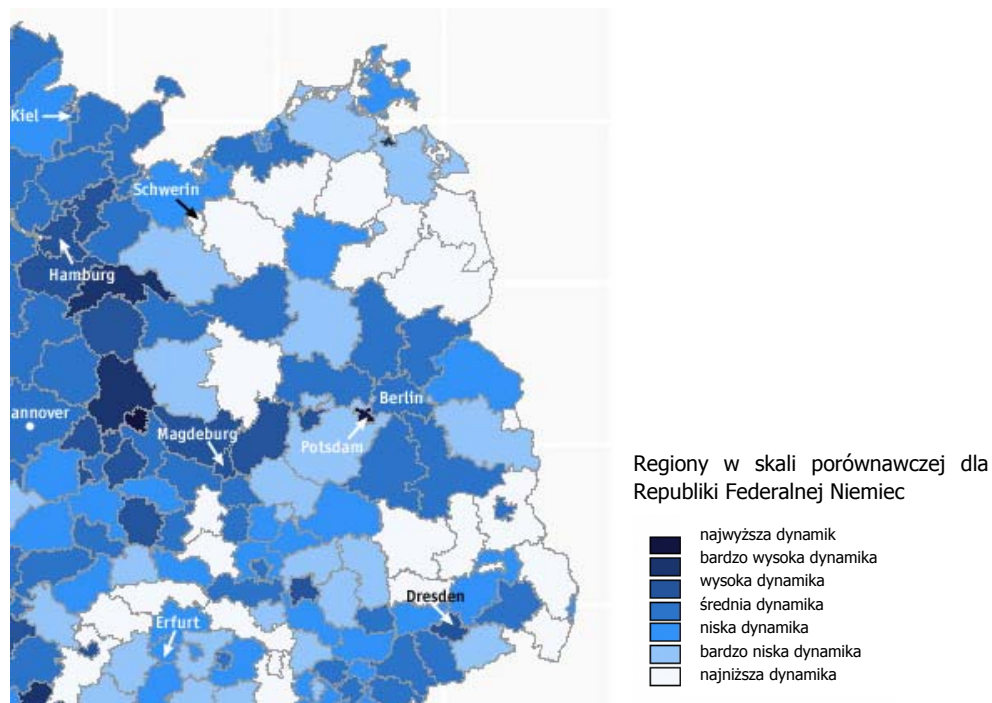 Kiel
Schwerin
Hamburg
annover
Berlin
Magdeburg
Potsdam
Dresden
Erfurt
Regiony w skali porównawczej dla
Republiki Federalnej Niemiec
najwyższa dynamik
bardzo wysoka dynamika
wysoka dynamika
średnia dynamika
niska dynamika
bardzo niska dynamika
najniższa dynamika